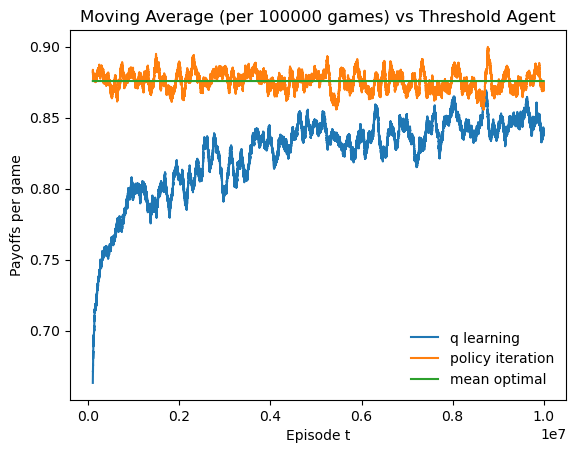 Moving Average (per 100000 games) vs Threshold Agent
Payoffs per game
0.90
0.85
0.80
0.75
0.70
q learning
policy iteration
mean optimal
0.0
0.2
0.4
0.6
0.8
1.0
1e7
Episode t